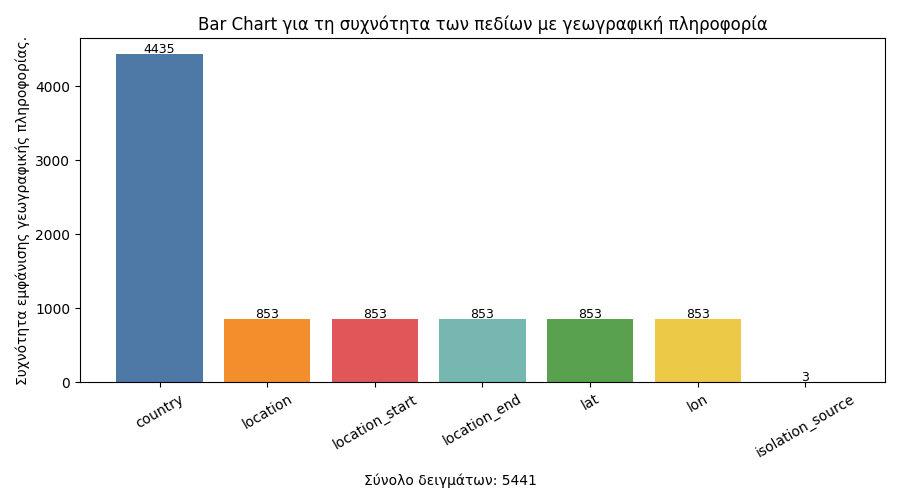 Bar Chart για τη συχνότητα των πεδίων με γεωγραφική πληροφορία
Συχνότητα εμφάνισης γεωγραφικής πληροφορίας.
4000
3000
2000
1000
0
4435
853
853
853
853
853
3
country
location
location_start
location_end
lat
lon
isolation_source
Σύνολο δειγμάτων: 5441